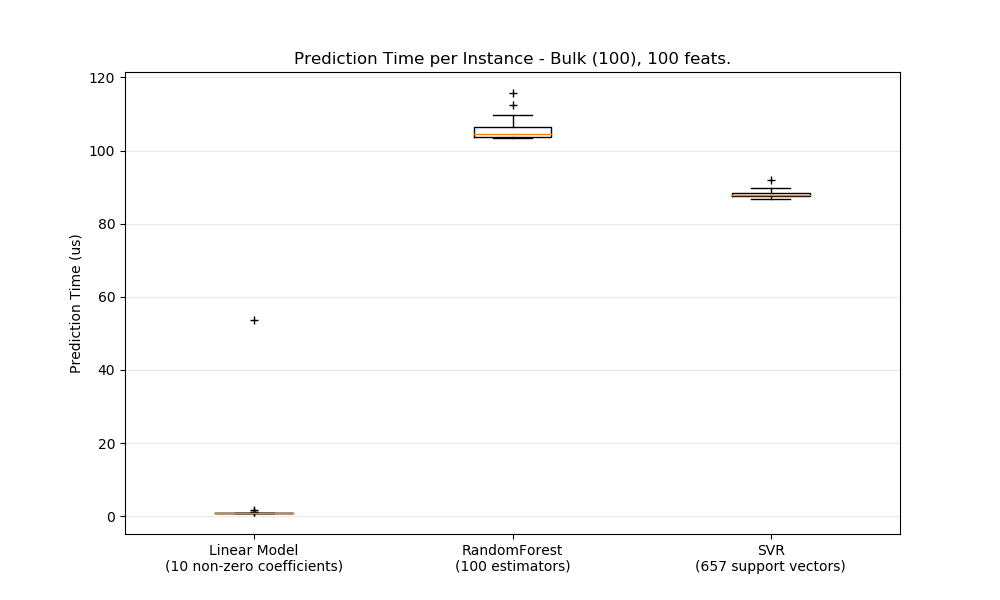 Prediction Time per Instance - Bulk (100), 100 feats.
120
100
80
60
40
20
0
Prediction Time (us)
Linear Model
(10 non-zero coefficients)
RandomForest
(100 estimators)
SVR
(657 support vectors)